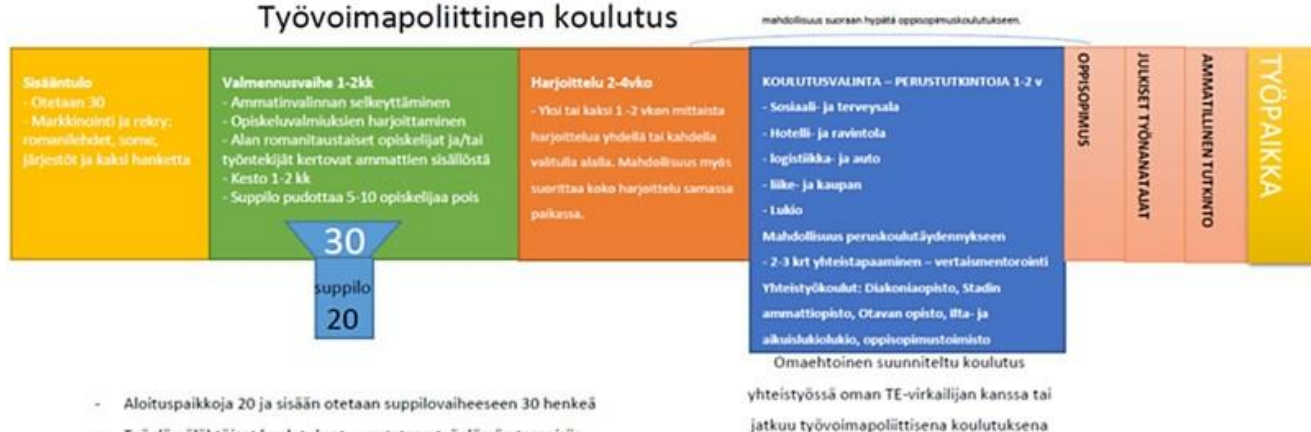 Työvoimapoliittinen koulutus
mahdollisuus suoraan hypätä oppisopimuskoulutukseen.
Sisääntulo
- Otetaan 30
- Markkinointi ja rekry:
romanilehdet, some,
järjestöt ja kaksi hanketta
Valmennusvaihe 1-2kk
- Ammatinvalinnan selkeyttäminen
- Opiskeluvalmiuksien harjoittaminen
- Alan romanitaustaiset opiskelijat ja/tai
työntekijät kertovat ammattien sisällöstä
- Kesto 1-2 kk
- Suppilo pudottaa 5-10 opiskelijaa pois
30
suppilo
20
Harjoittelu 2-4vko
- Yksi tai kaksi 1 -2 vkon mittaista
harjoittelua yhdellä tai kahdella
valitulla alalla. Mahdollisuus myös
suorittaa koko harjoittelu samassa
paikassa.
KOULUTUSVALINTA – PERUSTUTKINTOJA 1-2 v
- Sosiaali- ja terveysala
- Hotelli- ja ravintola
- logistiikka- ja auto
- liike- ja kaupan
- Lukio
Mahdollisuus peruskoulutäydennykseen
- 2-3 krt yhteistapaaminen – vertaismentorointi
Yhteistyökoulut: Diakoniaopisto, Stadin
ammattiopisto, Otavan opisto, Ilta- ja
aikuislukiolukio, oppisopimustoimisto
OPPISOPIMUS
JULKISET TYÖNANATAJAT
AMMATILLINEN TUTKINTO
TYÖPAIKKA
Omaehtoinen suunniteltu koulutus
yhteistyössä oman TE-virkailijan kanssa tai
jatkuu työvoimapoliittisena koulutuksena
- Aloituspaikkoja 20 ja sisään otetaan suppilovaiheeseen 30 henkeä